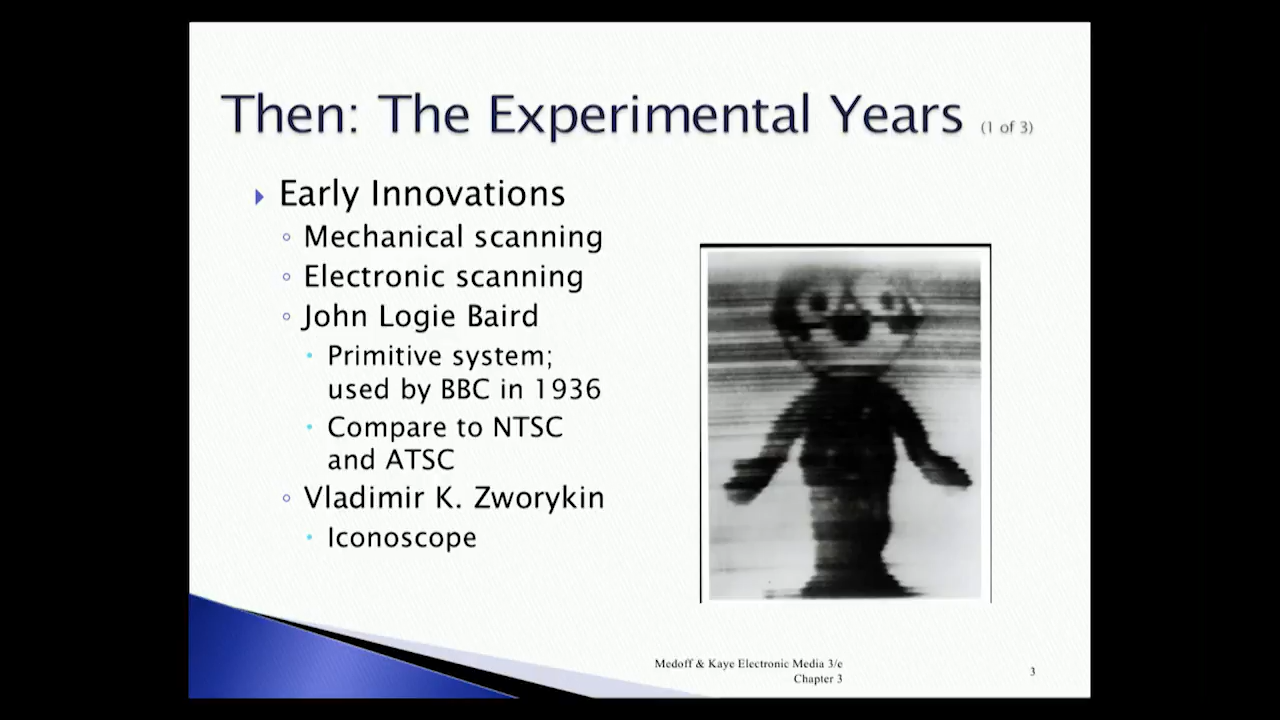 Then: The Experimental Years (1 of 3)
Early Innovations
Mechanical scanning
Electronic scanning
John Logie Baird
Primitive system;
used by BBC in 1936
Compare to NTSC
and ATSC
Vladimir K. Zworykin
Iconoscope
Medoff & Kaye Electronic Media 3/e
Chapter 3
3